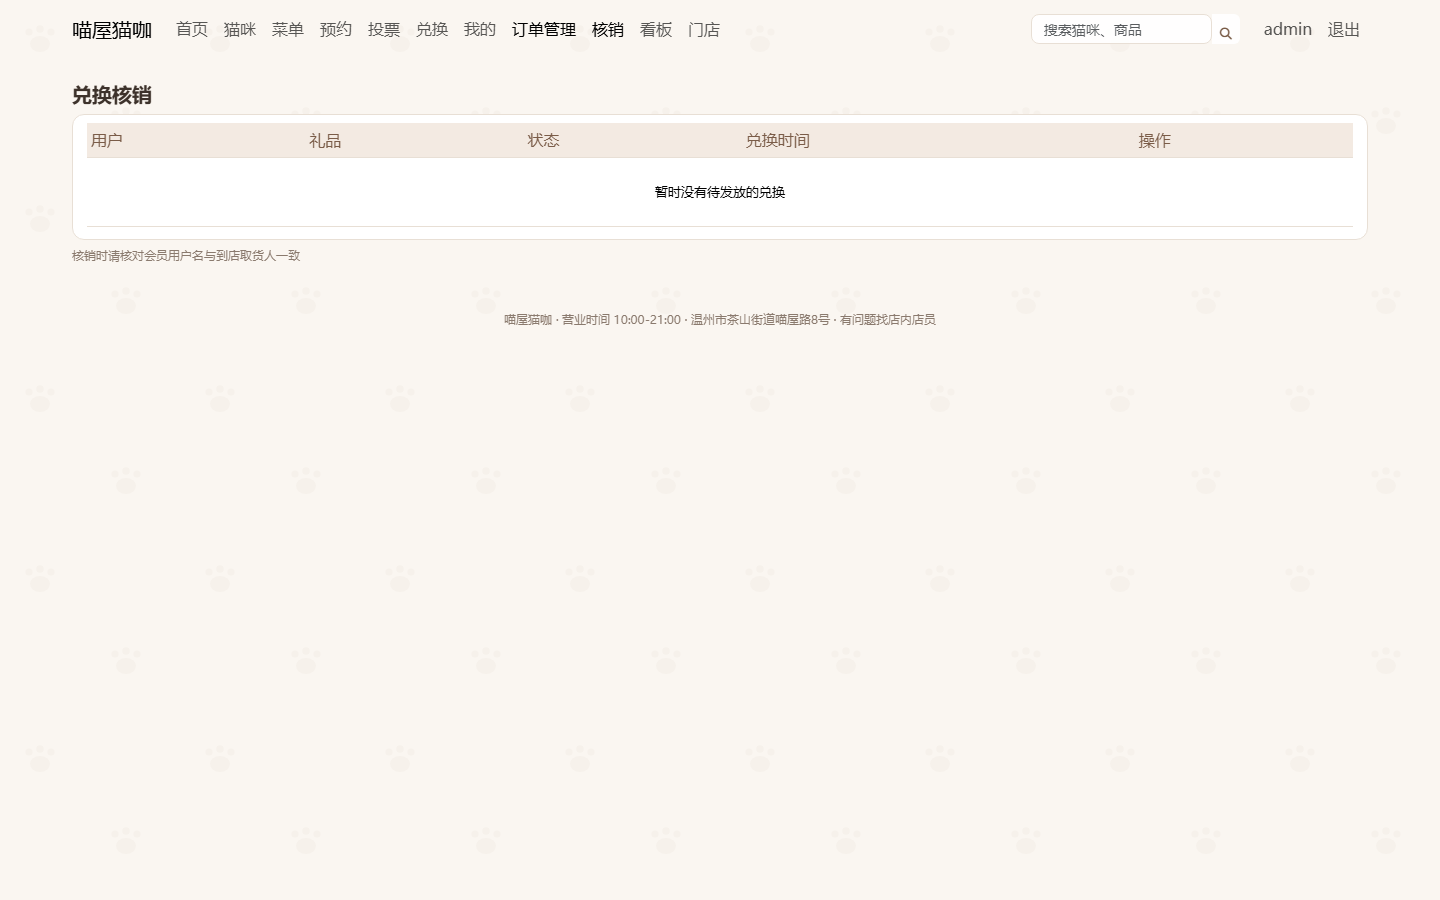 喵屋猫咖 首页 猫咪 菜单 预约 投票 兑换 我的 订单管理 核销 看板 门店 搜索猫咪、商品 admin 退出
兑换核销
用户 礼品 状态 兑换时间 操作
暂时没有待发放的兑换
核销时请核对会员用户名与到店取货人一致
喵屋猫咖 · 营业时间 10:00-21:00 · 温州市茶山街道喵屋路8号 · 有问题找店内店员